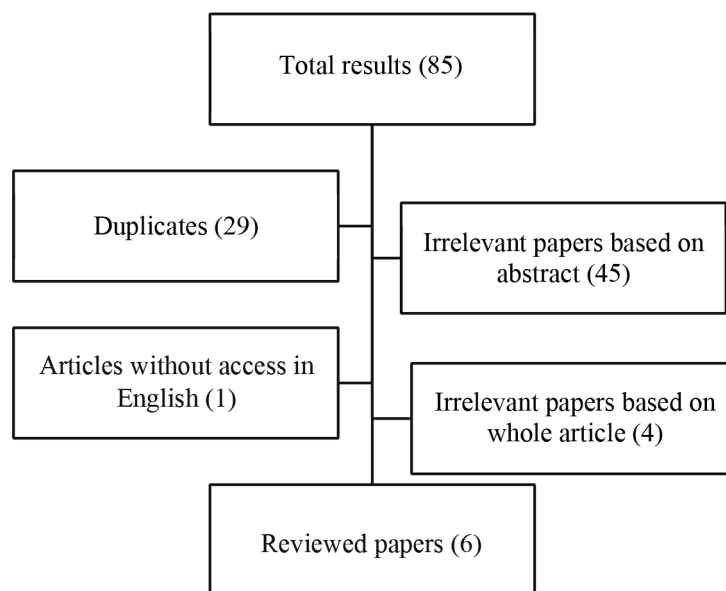 Total results (85)
Duplicates (29)
Irrelevant papers based on
abstract (45)
Articles without access in
English (1)
Irrelevant papers based on
whole article (4)
Reviewed papers (6)